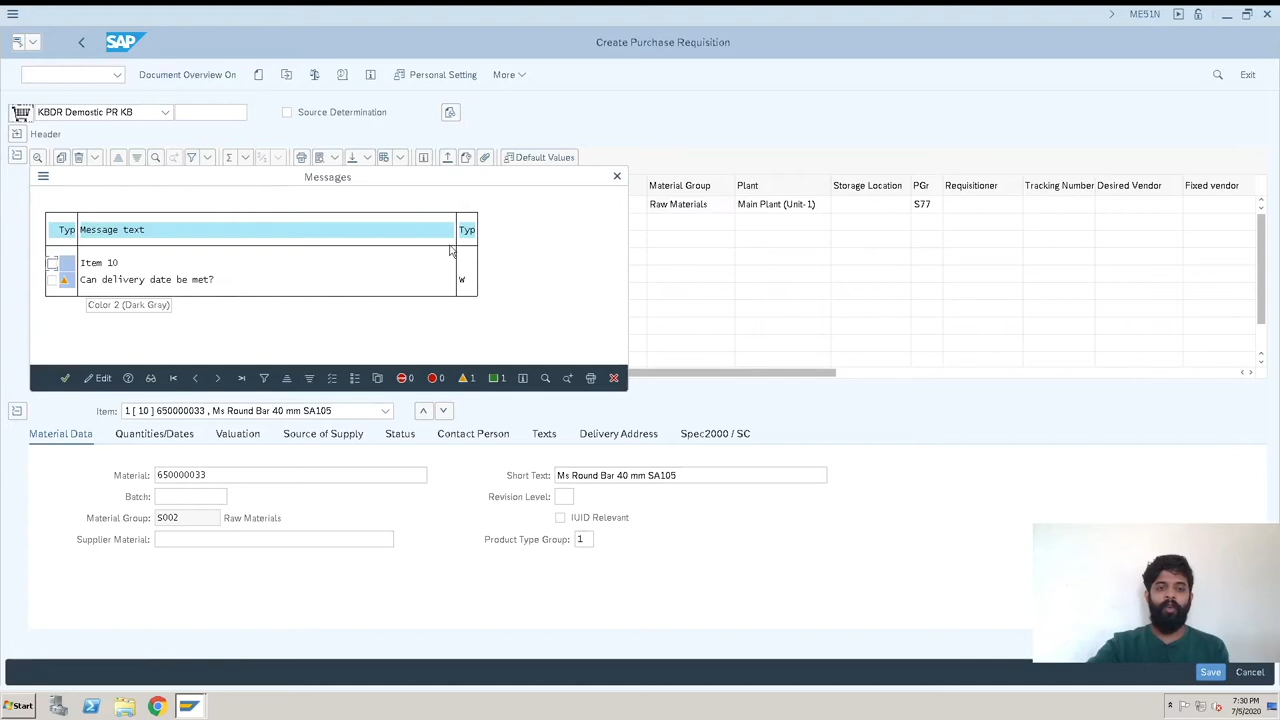 ME51N
SAP
Create Purchase Requisition
Document Overview On
Personal Setting
More
Exit
KBDR Demostic PR KB
Source Determination
Header
Default Values
Messages
Material Group Plant Storage Location PGr Requisitioner Tracking Number Desired Vendor Fixed vendor
Raw Materials Main Plant (Unit-1) S77
Typ Message text Typ
Item 10
Can delivery date be met? W
Color 2 (Dark Gray)
Edit 0 0 1 1
Item: 1 [ 10 ] 650000033 , Ms Round Bar 40 mm SA105
Material Data Quantities/Dates Valuation Source of Supply Status Contact Person Texts Delivery Address Spec2000 / SC
Material: 650000033 Short Text: Ms Round Bar 40 mm SA105
Batch: Revision Level:
Material Group: S002 Raw Materials IUID Relevant
Supplier Material: Product Type Group: 1
Save Cancel
Start
7:30 PM
7/5/2020